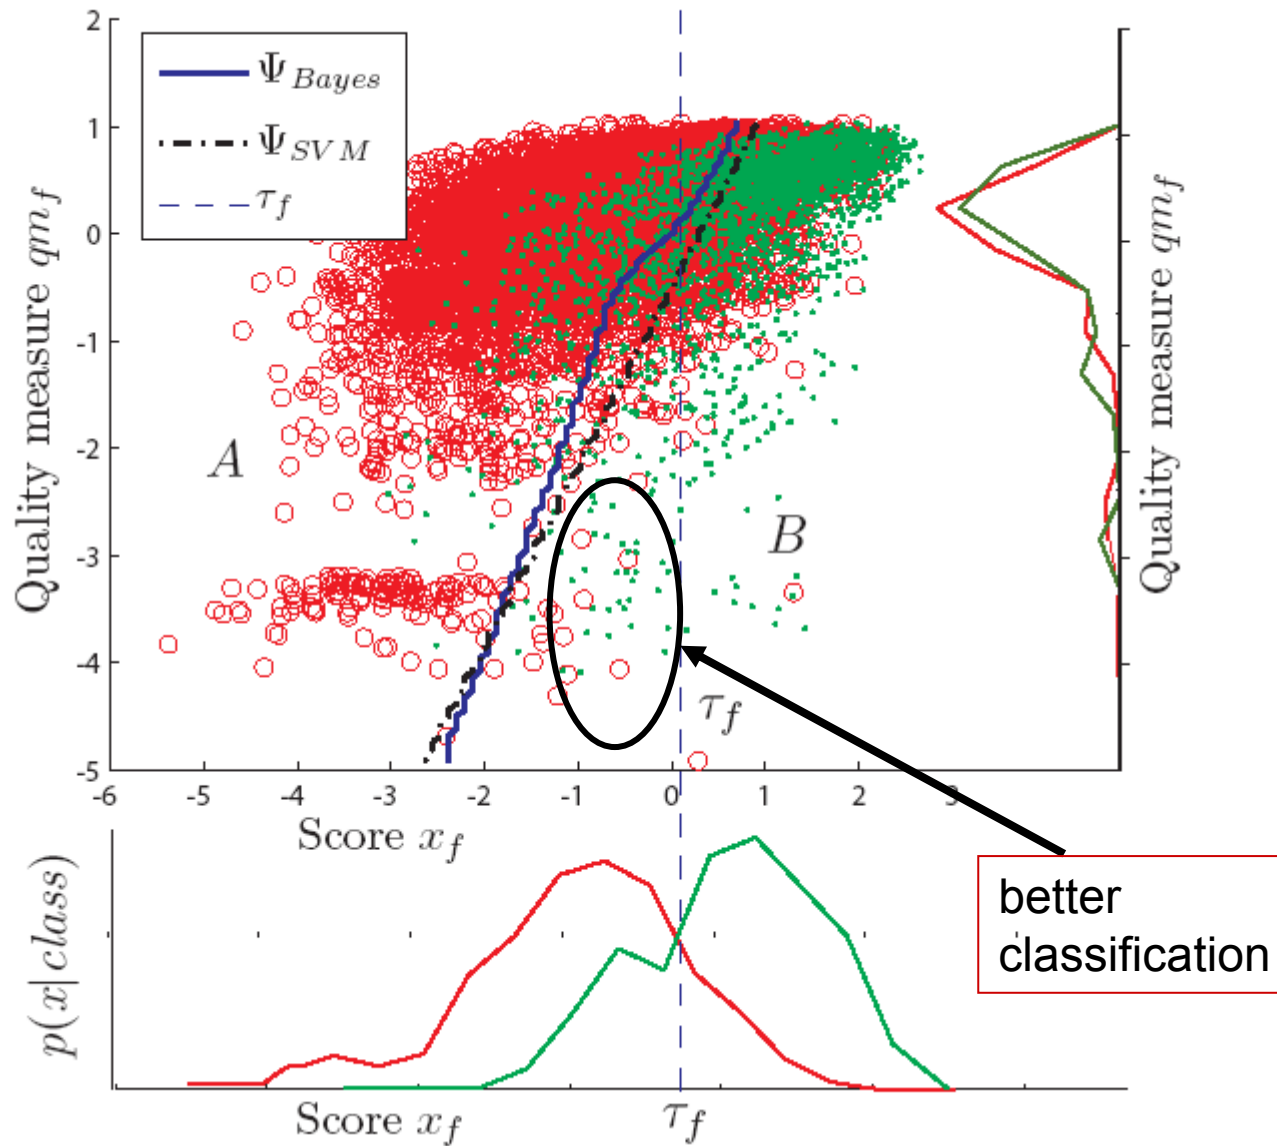 2
1
0
-1
-2
-3
-4
-5
Quality measure qm_f
Ψ_Bayes
Ψ_SVM
τ_f
A
B
τ_f
Quality measure qm_f
-6 -5 -4 -3 -2 -1 0 1 2 3
Score x_f
better
classification
p(x|class)
Score x_f
τ_f